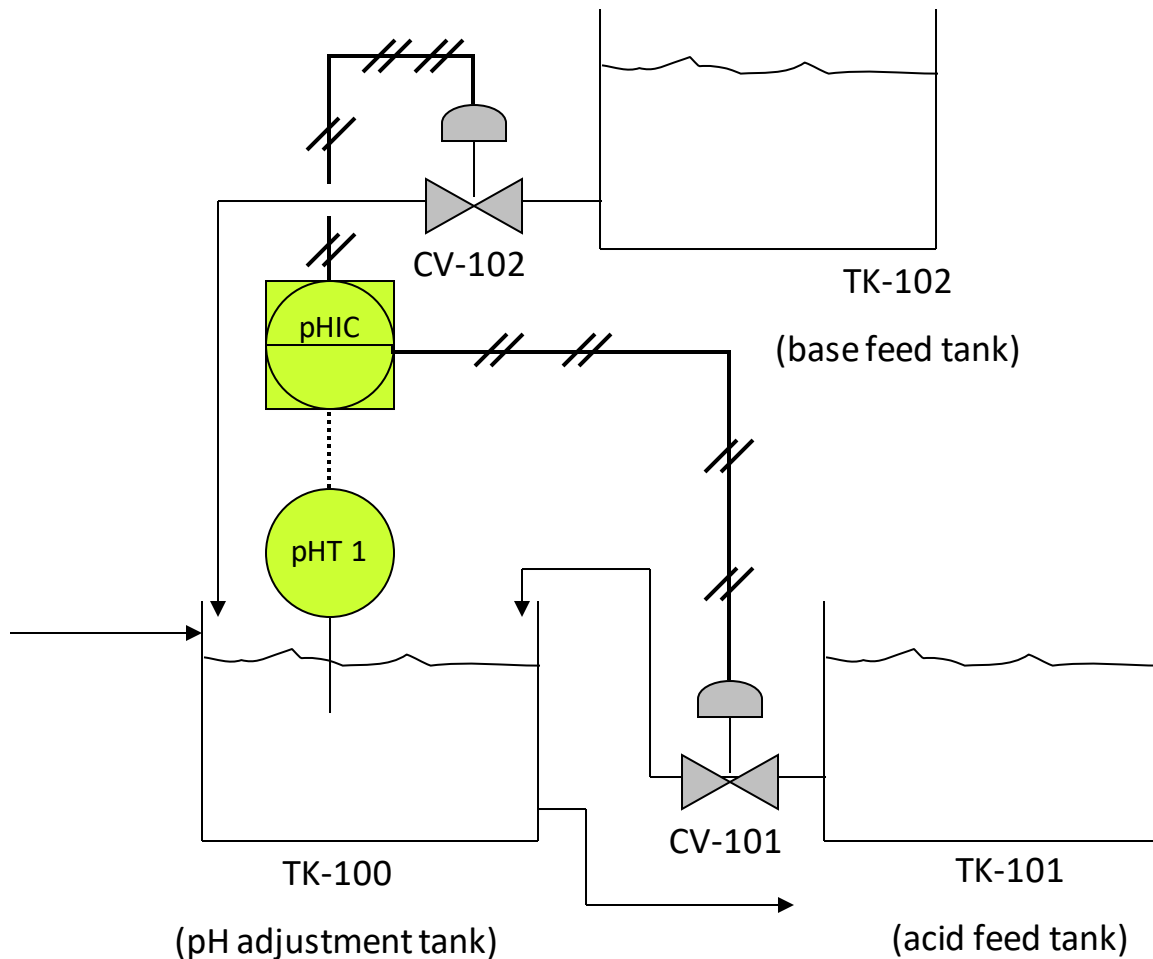 CV-102
TK-102
(base feed tank)
pHIC
pHT 1
CV-101
TK-100
(pH adjustment tank)
TK-101
(acid feed tank)